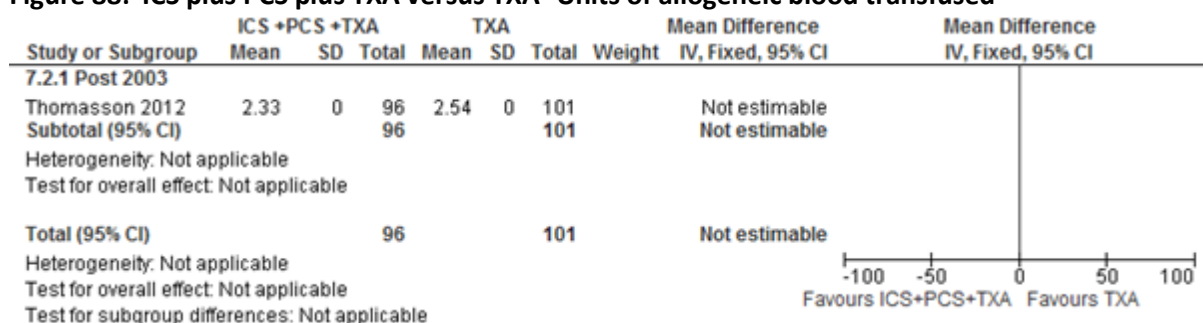 Figure 88: ICS plus PCS plus TXA versus TXA- Units of allogeneic blood transfused
ICS +PCS +TXA TXA Mean Difference Mean Difference
Study or Subgroup Mean SD Total Mean SD Total Weight IV, Fixed, 95% CI IV, Fixed, 95% CI
7.2.1 Post 2003
Thomasson 2012 2.33 0 96 2.54 0 101 Not estimable
Subtotal (95% CI) 96 101 Not estimable
Heterogeneity: Not applicable
Test for overall effect: Not applicable
Total (95% CI) 96 101 Not estimable
Heterogeneity: Not applicable
Test for overall effect: Not applicable
Test for subgroup differences: Not applicable
-100 -50 0 50 100
Favours ICS+PCS+TXA Favours TXA